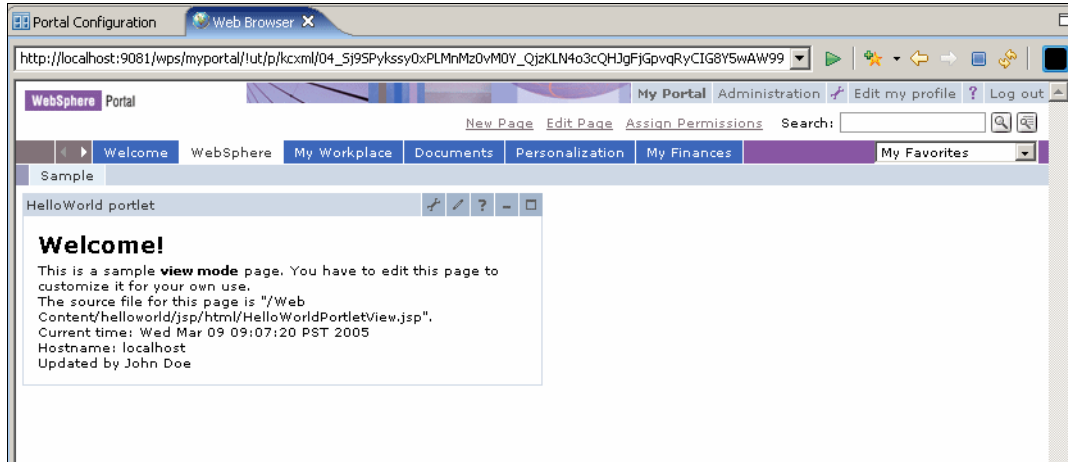 Portal Configuration Web Browser
http://localhost:9081/wps/myportal/!ut/p/kcxml/04_Sj9SPykssy0xPLMnMz0vM0Y_QjzKLN4o3cQHJgFjGpvqRyCIG8Y5wAW99
WebSphere Portal My Portal Administration Edit my profile ? Log out
New Page Edit Page Assign Permissions Search:
Welcome WebSphere My Workplace Documents Personalization My Finances My Favorites
Sample
HelloWorld portlet ?
Welcome!
This is a sample view mode page. You have to edit this page to
customize it for your own use.
The source file for this page is "/Web
Content/helloworld/jsp/html/HelloWorldPortletView.jsp".
Current time: Wed Mar 09 09:07:20 PST 2005
Hostname: localhost
Updated by John Doe